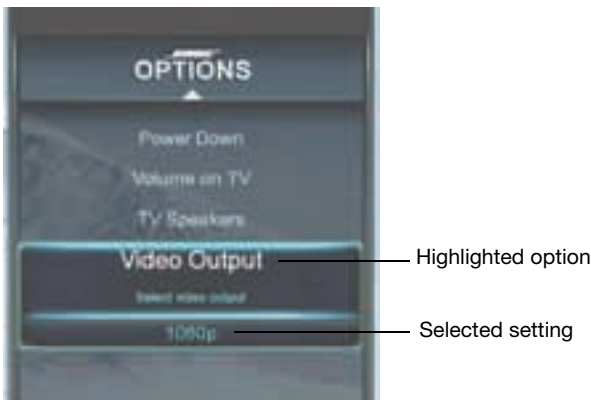 OPTIONS
Power Down
Volume on TV
TV Speakers
Video Output
Highlighted option
Select video output
1080p
Selected setting